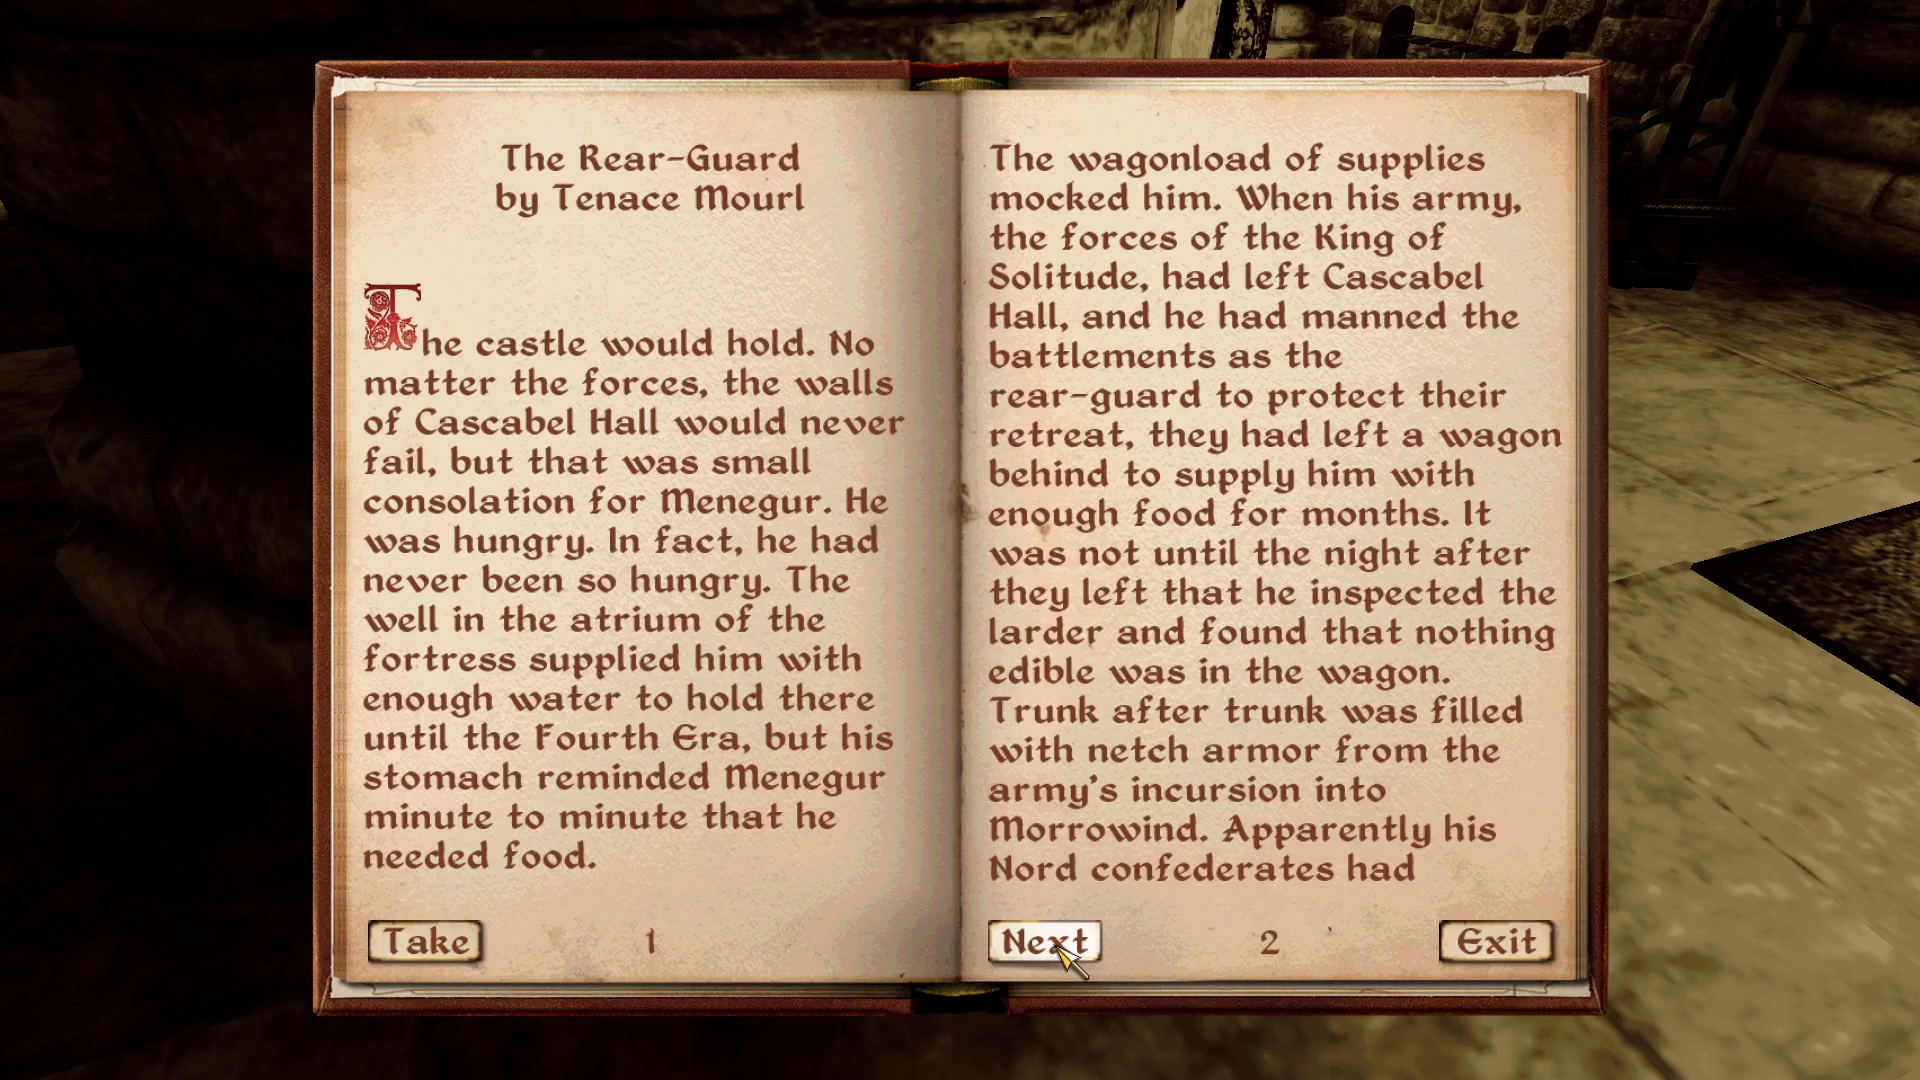 The Rear-Guard
by Tenace Mourl
The castle would hold. No
matter the forces, the walls
of Cascabel Hall would never
fail, but that was small
consolation for Menegur. He
was hungry. In fact, he had
never been so hungry. The
well in the atrium of the
fortress supplied him with
enough water to hold there
until the Fourth Era, but his
stomach reminded Menegur
minute to minute that he
needed food.
Take
1
The wagonload of supplies
mocked him. When his army,
the forces of the King of
Solitude, had left Cascabel
Hall, and he had manned the
battlements as the
rear-guard to protect their
retreat, they had left a wagon
behind to supply him with
enough food for months. It
was not until the night after
they left that he inspected the
larder and found that nothing
edible was in the wagon.
Trunk after trunk was filled
with netch armor from the
army's incursion into
Morrowind. Apparently his
Nord confederates had
Next
2
Exit